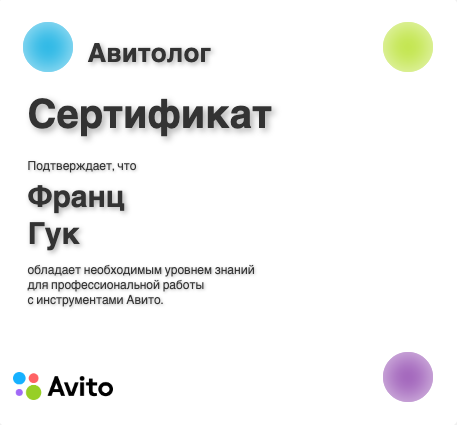 Авитолог
Сертификат
Подтверждает, что
Франц
Гук
обладает необходимым уровнем знаний
для профессиональной работы
с инструментами Авито.
Avito